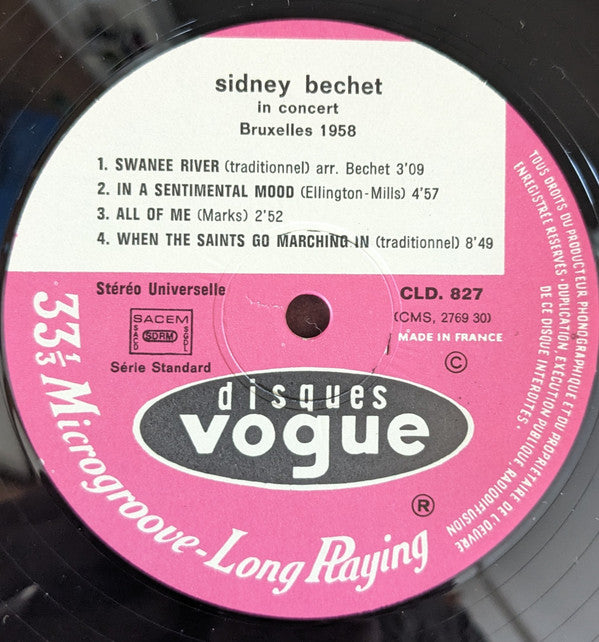 sidney bechet
in concert
Bruxelles 1958
1. SWANEE RIVER (traditionnel) arr. Bechet 3'09
2. IN A SENTIMENTAL MOOD (Ellington-Mills) 4'57
3. ALL OF ME (Marks) 2'52
4. WHEN THE SAINTS GO MARCHING IN (traditionnel) 8'49
Stéréo Universelle
CLD. 827
SACEM
SACD
SDRM
SGDL
(CMS, 2769 30)
MADE IN FRANCE
Série Standard
©
disques
vogue
®
33 1/3 Microgroove-Long Playing
TOUS DROITS DU PRODUCTEUR PHONOGRAPHIQUE ET DU PROPRIETAIRE DE L'OEUVRE
ENREGISTREE RESERVES · DUPLICATION, EXECUTION PUBLIQUE, RADIODIFFUSION
DE CE DISQUE INTERDITES.